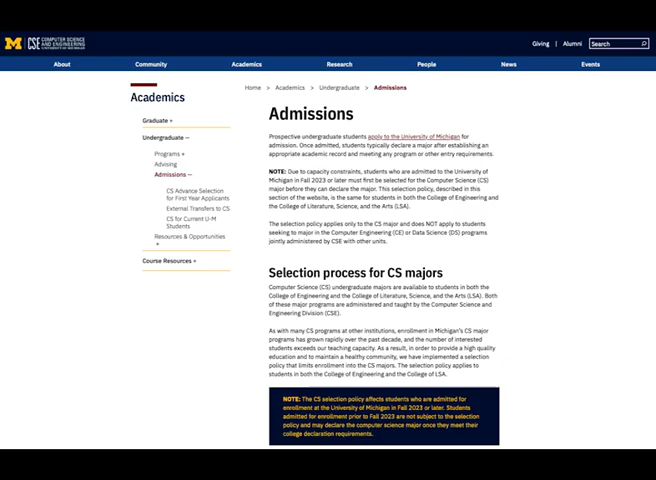 M | CSE COMPUTER SCIENCE
AND ENGINEERING
UNIVERSITY OF MICHIGAN
Giving | Alumni Search
About Community Academics Research People News Events
Home > Academics > Undergraduate > Admissions
Academics
Graduate +
Undergraduate —
Programs +
Advising
Admissions —
CS Advance Selection
for First Year Applicants
External Transfers to CS
CS for Current U-M
Students
Resources & Opportunities
+
Course Resources +
Admissions
Prospective undergraduate students apply to the University of Michigan for
admission. Once admitted, students typically declare a major after establishing an
appropriate academic record and meeting any program or other entry requirements.
NOTE: Due to capacity constraints, students who are admitted to the University of
Michigan in Fall 2023 or later must first be selected for the Computer Science (CS)
major before they can declare the major. This selection policy, described in this
section of the website, is the same for students in both the College of Engineering and
the College of Literature, Science, and the Arts (LSA).
The selection policy applies only to the CS major and does NOT apply to students
seeking to major in the Computer Engineering (CE) or Data Science (DS) programs
jointly administered by CSE with other units.
Selection process for CS majors
Computer Science (CS) undergraduate majors are available to students in both the
College of Engineering and the College of Literature, Science, and the Arts (LSA). Both
of these major programs are administered and taught by the Computer Science and
Engineering Division (CSE).
As with many CS programs at other institutions, enrollment in Michigan's CS major
programs has grown rapidly over the past decade, and the number of interested
students exceeds our teaching capacity. As a result, in order to provide a high quality
education and to maintain a healthy community, we have implemented a selection
policy that limits enrollment into the CS majors. The selection policy applies to
students in both the College of Engineering and the College of LSA.
NOTE: The CS selection policy affects students who are admitted for
enrollment at the University of Michigan in Fall 2023 or later. Students
admitted for enrollment prior to Fall 2023 are not subject to the selection
policy and may declare the computer science major once they meet their
college declaration requirements.